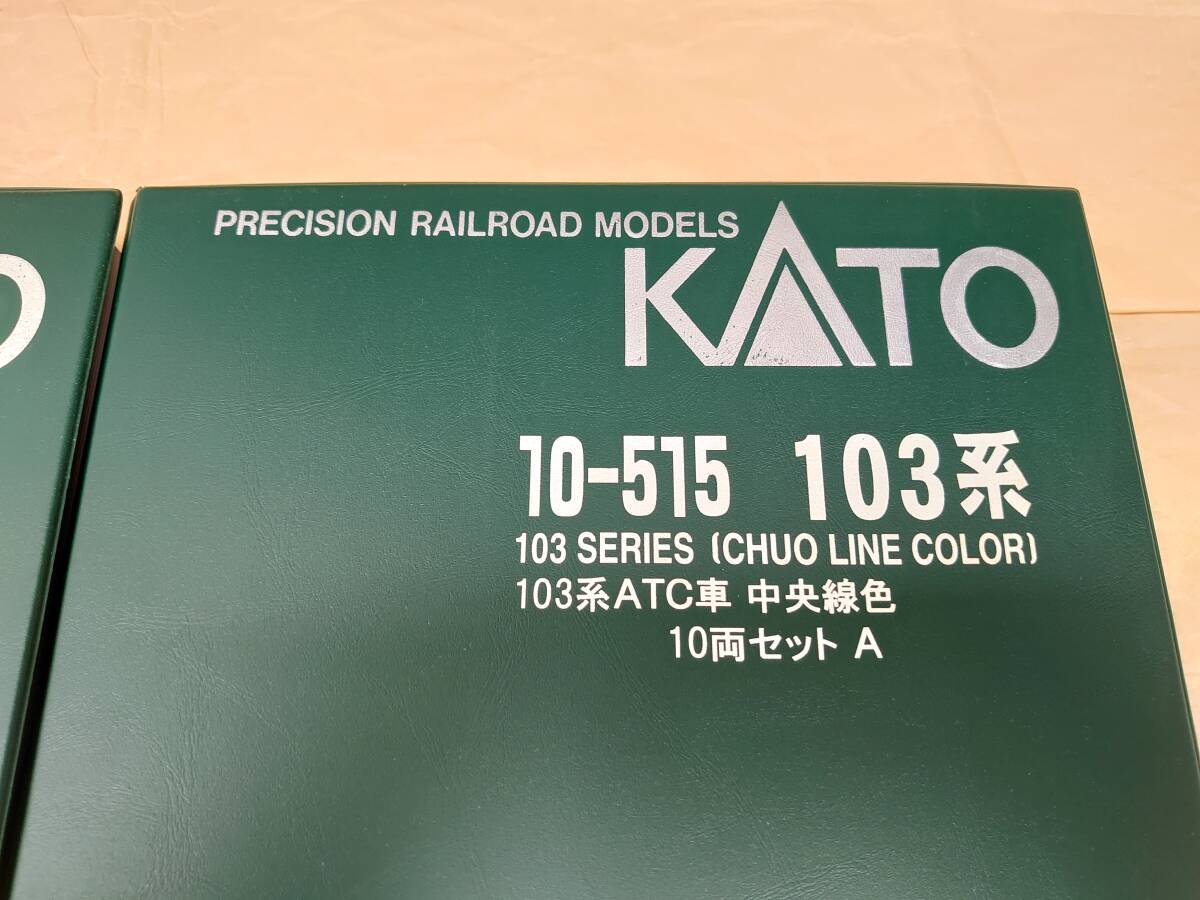 PRECISION RAILROAD MODELS
KATO
10-515 103系
103 SERIES (CHUO LINE COLOR)
103系ATC車 中央線色
10両セット A
O